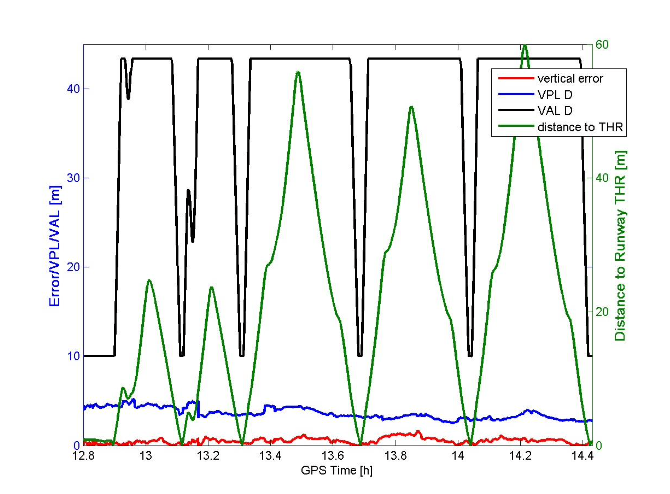 60
vertical error
VPL D
VAL D
distance to THR
40
30
20
10
0
Error/VPL/VAL [m]
40
20
0
Distance to Runway THR [m]
12.8
13
13.2
13.4
13.6
13.8
14
14.2
14.4
GPS Time [h]